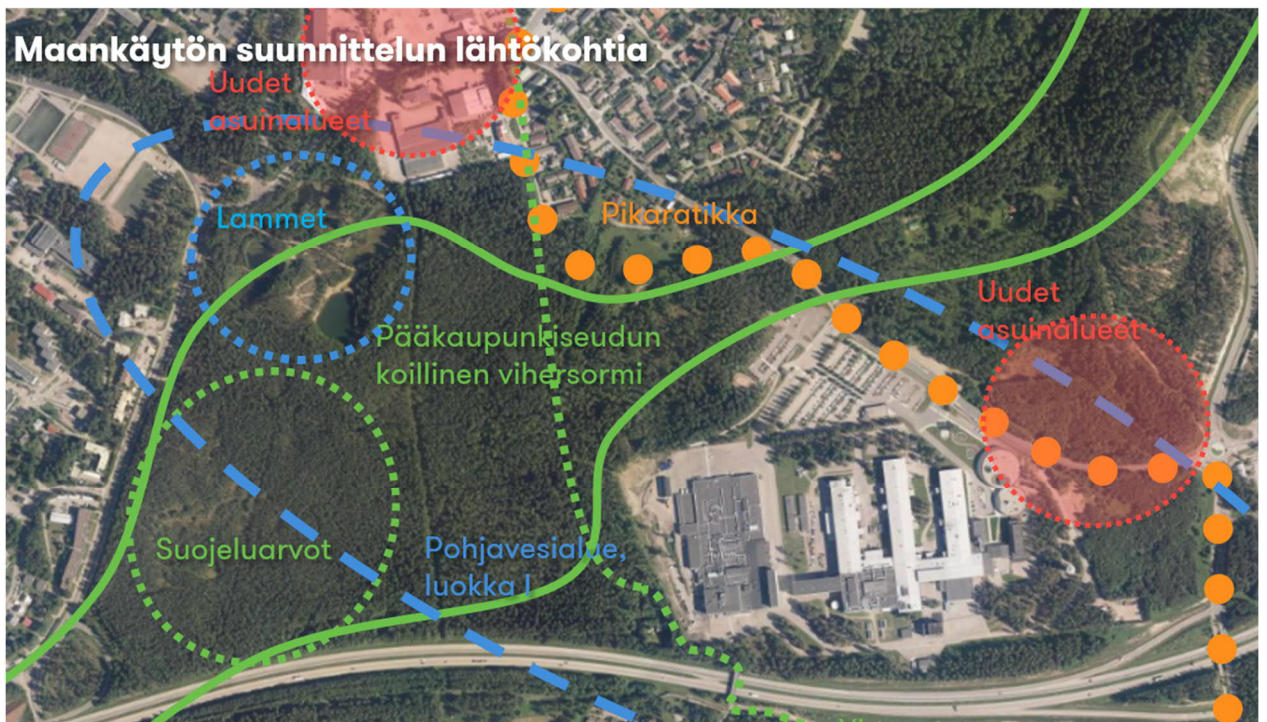 Maankäytön suunnittelun lähtökohtia
Uudet
asuinalueet
Lammet
Pikaratikka
Uudet
asuinalueet
Pääkaupunkiseudun
koillinen vihersormi
Suojeluarvot
Pohjavesialue,
luokka I